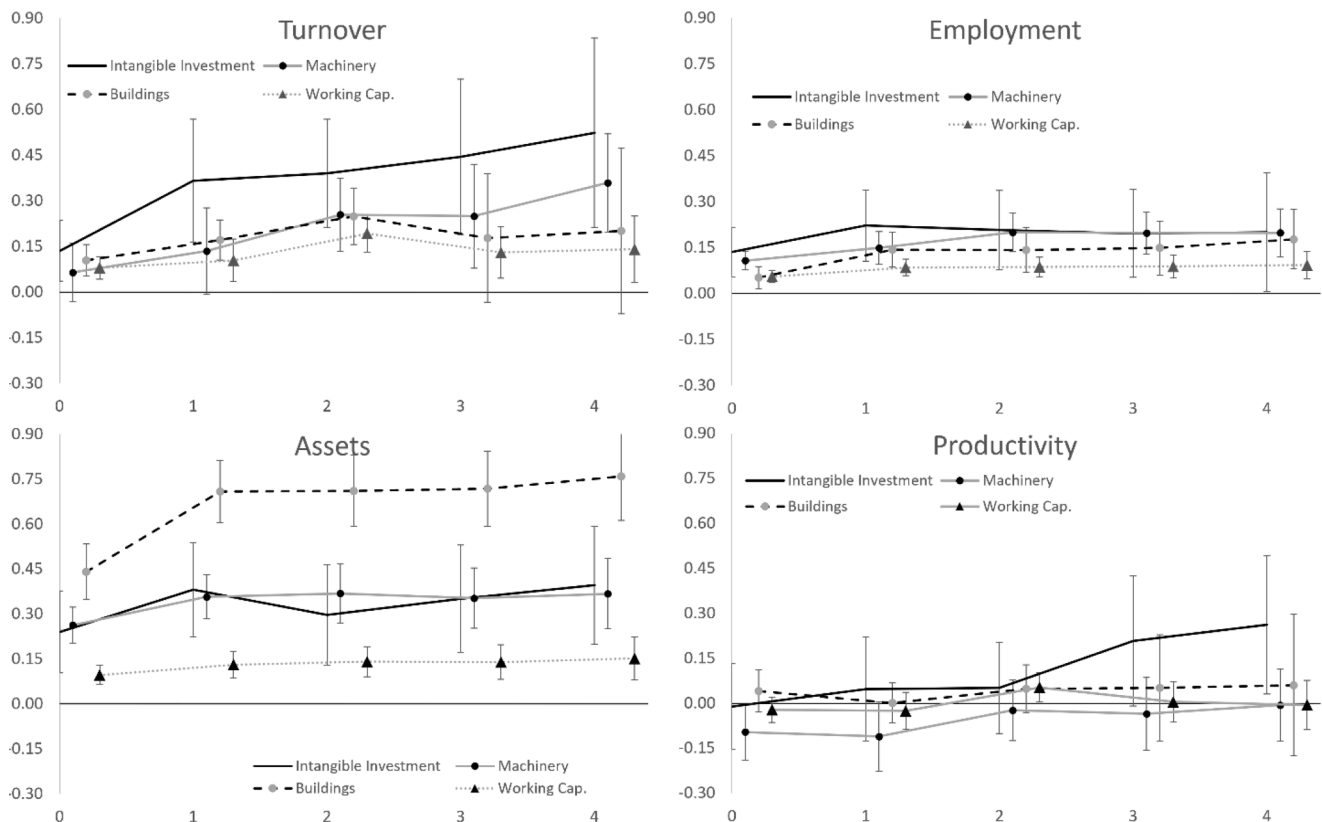 Turnover
Intangible Investment Machinery
Buildings Working Cap.
0.90
0.75
0.60
0.45
0.30
0.15
0.00
-0.15
-0.30
0 1 2 3 4
Employment
Intangible Investment Machinery
Buildings Working Cap.
0.90
0.75
0.60
0.45
0.30
0.15
0.00
-0.15
-0.30
0 1 2 3 4
Assets
0.90
0.75
0.60
0.45
0.30
0.15
0.00
-0.15
-0.30
Intangible Investment Machinery
Buildings Working Cap.
0 1 2 3 4
Productivity
Intangible Investment Machinery
Buildings Working Cap.
0.90
0.75
0.60
0.45
0.30
0.15
0.00
-0.15
-0.30
0 1 2 3 4